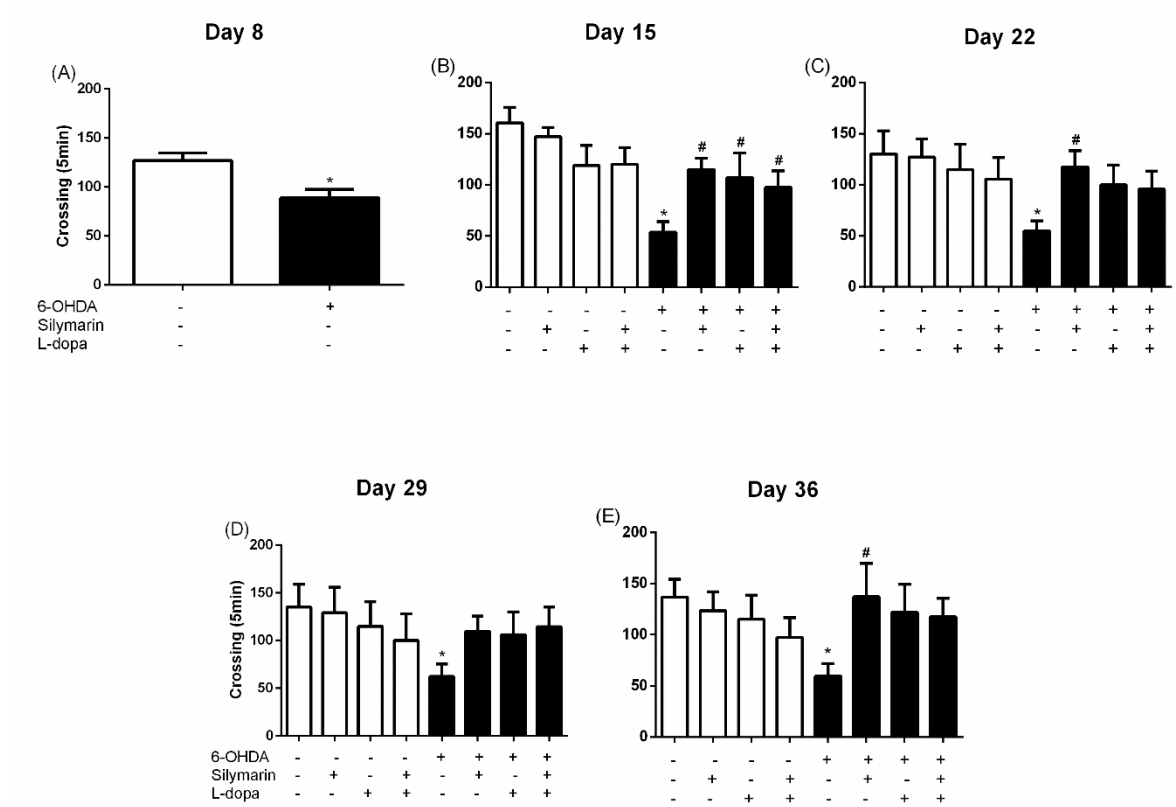 Day 8
Day 15
Day 22
(A)
(B)
(C)
Crossing (5min)
200
150
100
50
0
*
200
150
100
50
0
*
#
#
#
200
150
100
50
0
*
#
6-OHDA - +
Silymarin - -
L-dopa - -
- - - - + + + +
- + - + - + - +
- - + + - - + +
- - - - + + + +
- + - + - + - +
- - + + - - + +
Day 29
Day 36
(D)
(E)
Crossing (5min)
200
150
100
50
0
*
200
150
100
50
0
*
#
6-OHDA - - - - + + + +
Silymarin - + - + - + - +
L-dopa - - + + - - + +
- - - - + + + +
- + - + - + - +
- - + + - - + +